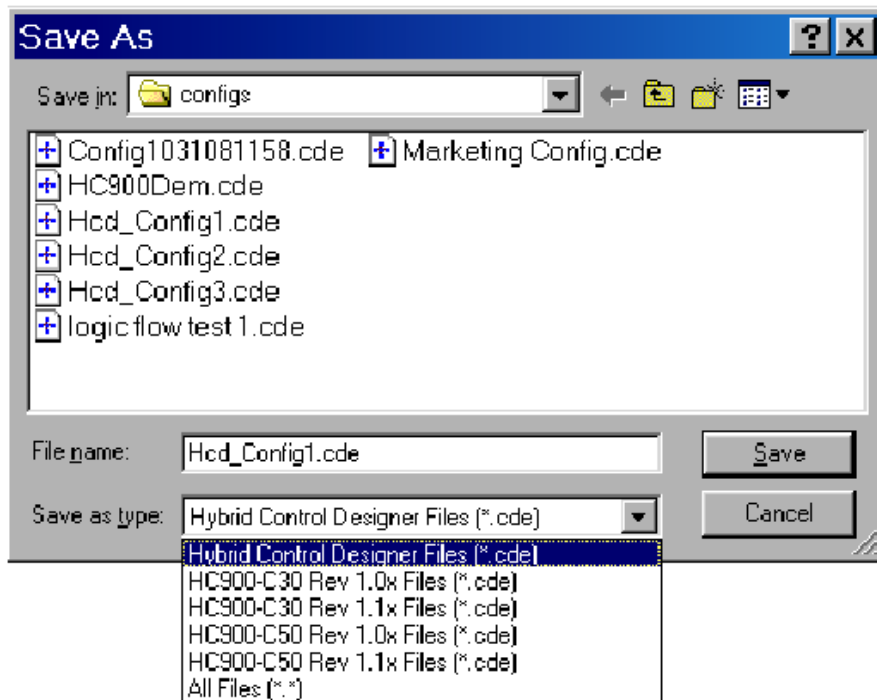 Save As
Save in: configs
Config1031081158.cde Marketing Config.cde
HC900Dem.cde
Hcd_Config1.cde
Hcd_Config2.cde
Hcd_Config3.cde
logic flow test 1.cde
File name: Hcd_Config1.cde Save
Save as type: Hybrid Control Designer Files (*.cde) Cancel
Hybrid Control Designer Files (*.cde)
HC900-C30 Rev 1.0x Files (*.cde)
HC900-C30 Rev 1.1x Files (*.cde)
HC900-C50 Rev 1.0x Files (*.cde)
HC900-C50 Rev 1.1x Files (*.cde)
All Files (*.*)